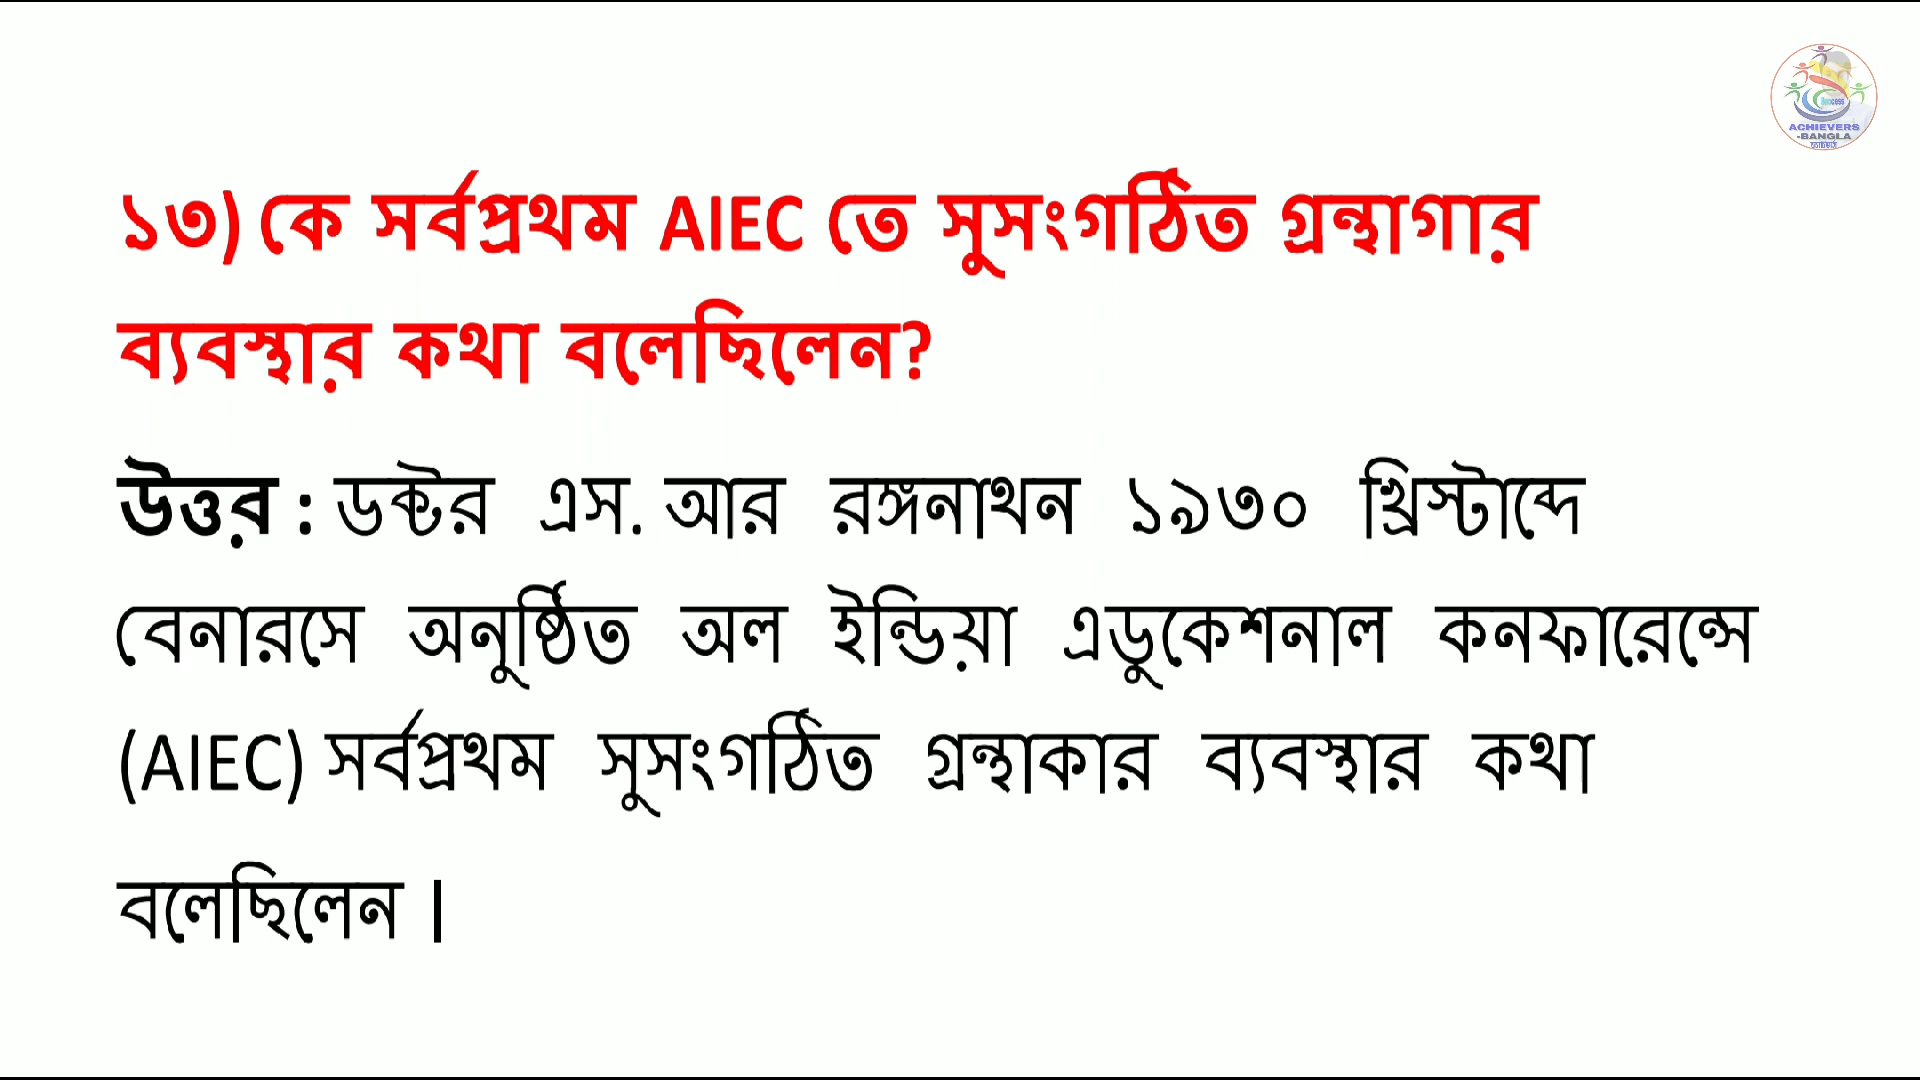 ১৩) কে সর্বপ্রথম AIEC তে সুসংগঠিত গ্রন্থাগার
ব্যবস্থার কথা বলেছিলেন?
উত্তর : ডক্টর এস. আর রঙ্গনাথন ১৯৩০ খ্রিস্টাব্দে
বেনারসে অনুষ্ঠিত অল ইন্ডিয়া এডুকেশনাল কনফারেন্সে
(AIEC) সর্বপ্রথম সুসংগঠিত গ্রন্থাকার ব্যবস্থার কথা
বলেছিলেন ।
Success
ACHIEVERS
-BANGLA